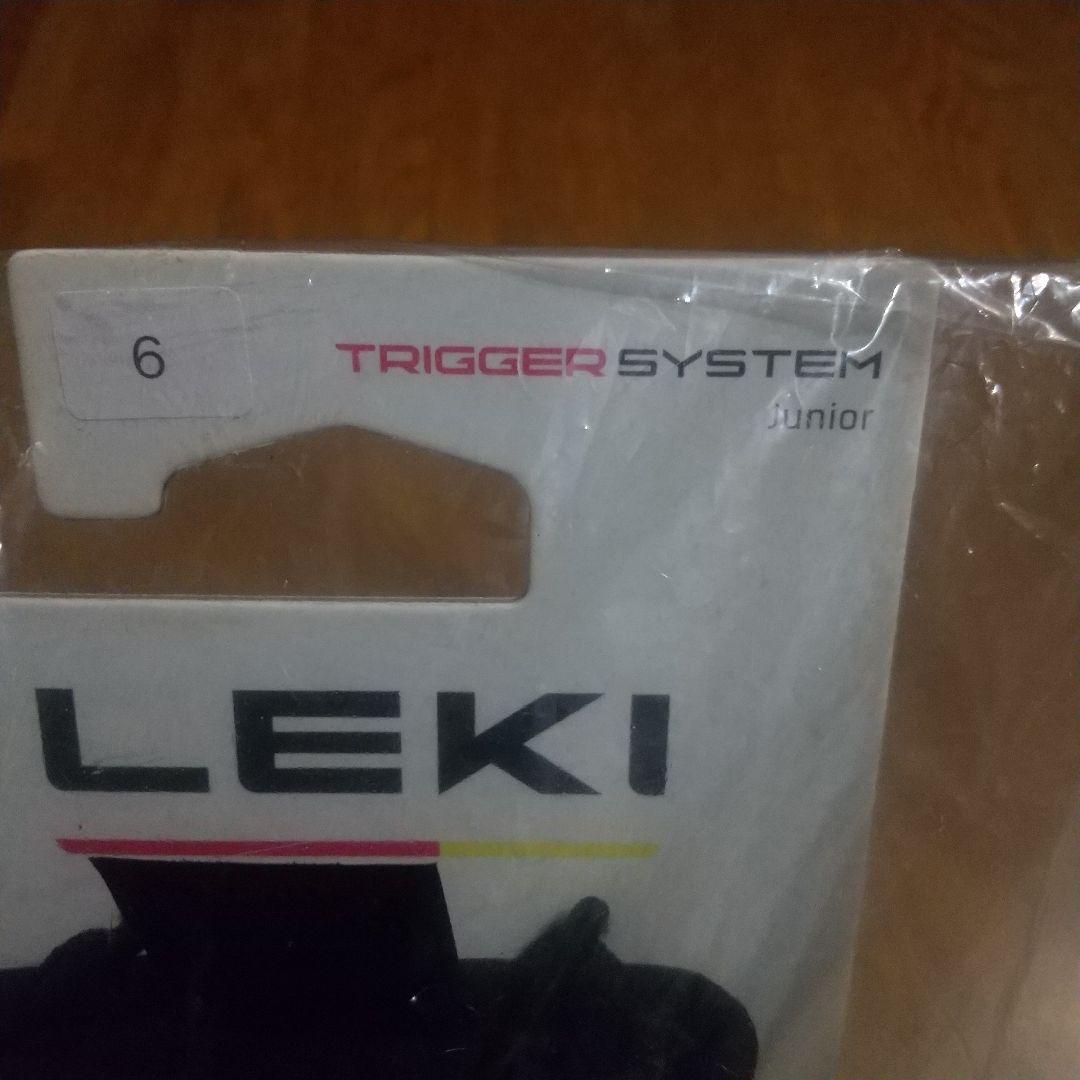 6
TRIGGER SYSTEM
Junior
LEKI